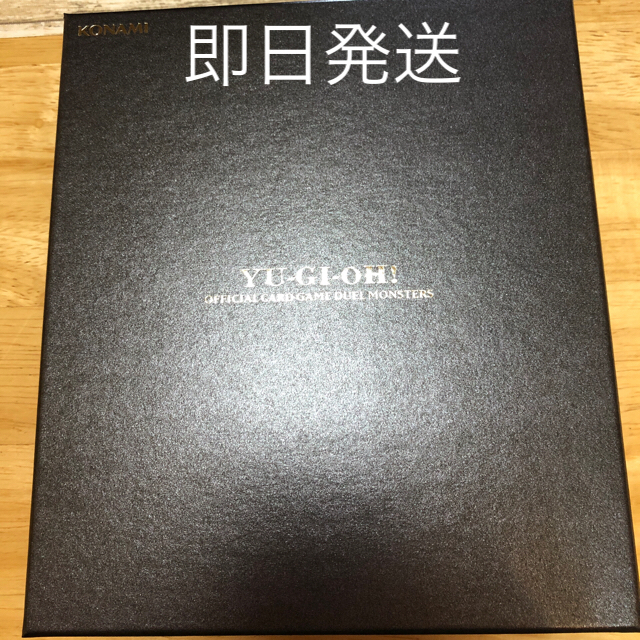 KONAMI
即日発送
YU-GI-OH!
OFFICIAL CARD GAME DUEL MONSTERS